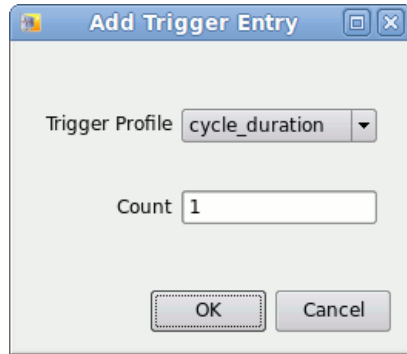 Add Trigger Entry
Trigger Profile cycle_duration
Count 1
OK Cancel